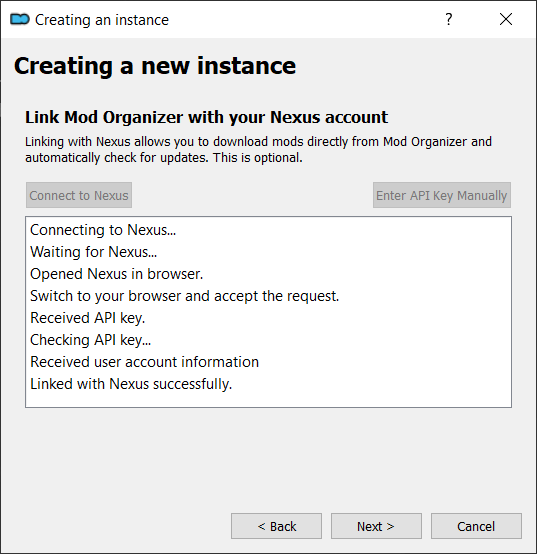 Creating an instance
Creating a new instance
Link Mod Organizer with your Nexus account
Linking with Nexus allows you to download mods directly from Mod Organizer and
automatically check for updates. This is optional.
Connect to Nexus
Enter API Key Manually
Connecting to Nexus...
Waiting for Nexus...
Opened Nexus in browser.
Switch to your browser and accept the request.
Received API key.
Checking API key...
Received user account information
Linked with Nexus successfully.
< Back
Next >
Cancel